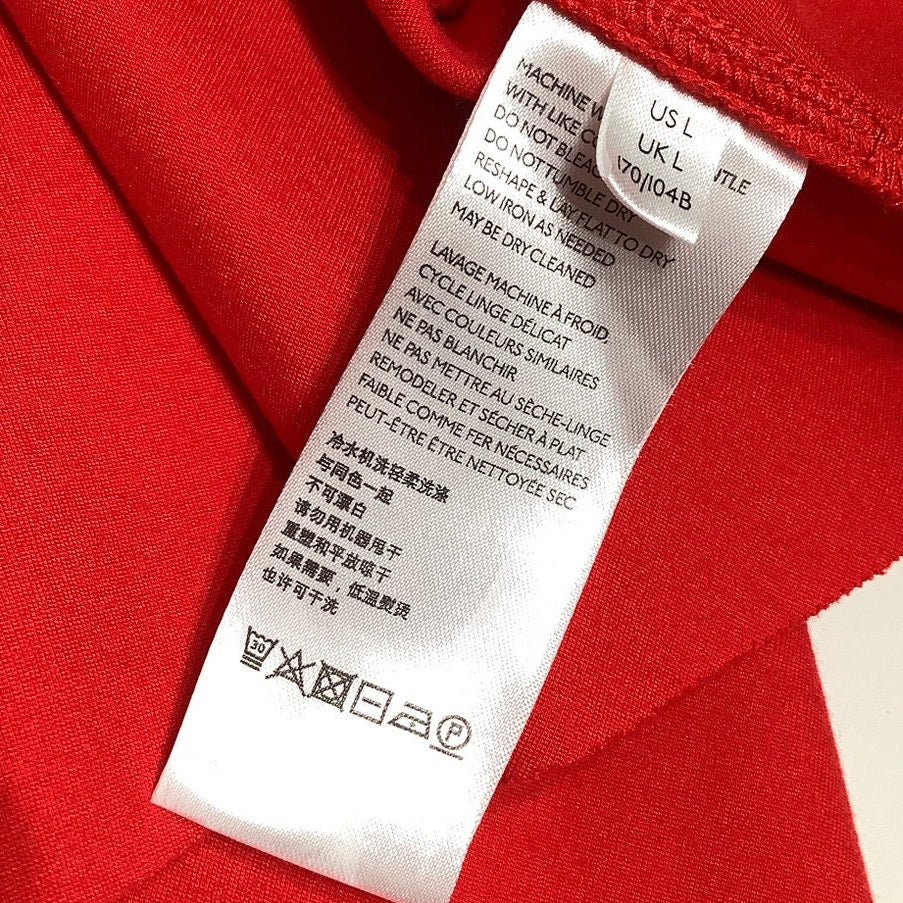 MACHINE
WITH LIKE
DO NOT BLEAC
DO NOT TUMBLE DRY
RESHAPE & LAY FLAT TO DRY
LOW IRON AS NEEDED
MAY BE DRY CLEANED
US L
UK L
170/104B
LAVAGE MACHINE À FROID,
CYCLE LINGE DÉLICAT
AVEC COULEURS SIMILAIRES
NE PAS BLANCHIR
NE PAS METTRE AU SÈCHE-LINGE
REMODELER ET SÉCHER À PLAT
FAIBLE COMME FER NÉCESSAIRES
PEUT-ÊTRE ÊTRE NETTOYÉE SEC
冷水机洗轻柔洗涤
与同色一起
不可漂白
请勿用机器甩干
重塑和平放晾干
如果需要，低温熨烫
也许可干洗
30
P